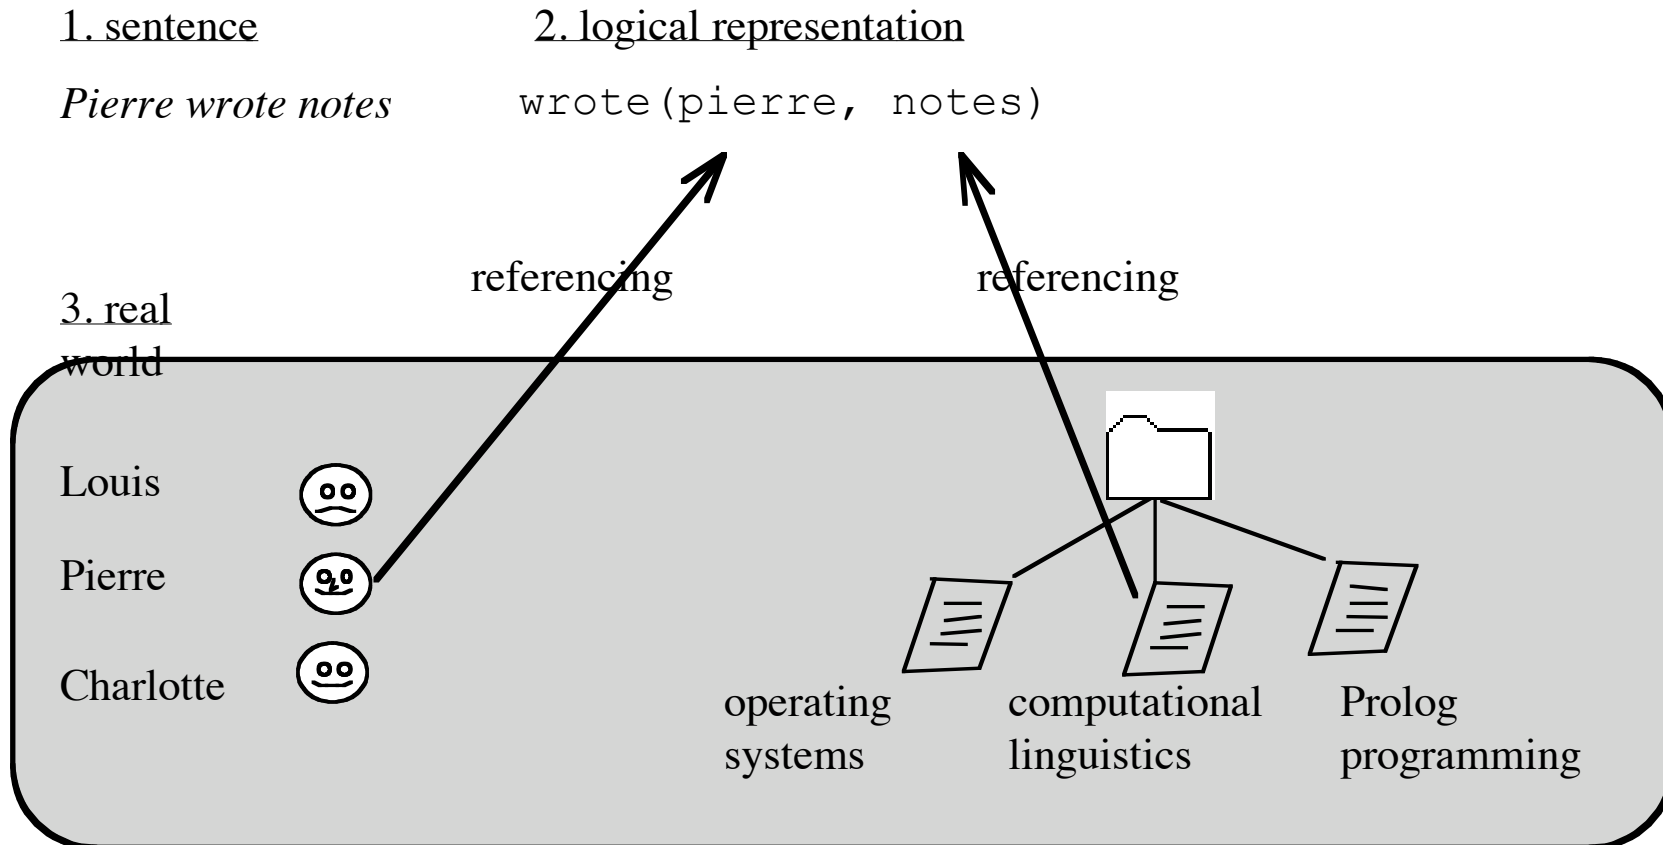 1. sentence
2. logical representation
Pierre wrote notes
wrote(pierre, notes)
referencing
referencing
3. real
world
Louis
Pierre
Charlotte
operating
systems
computational
linguistics
Prolog
programming